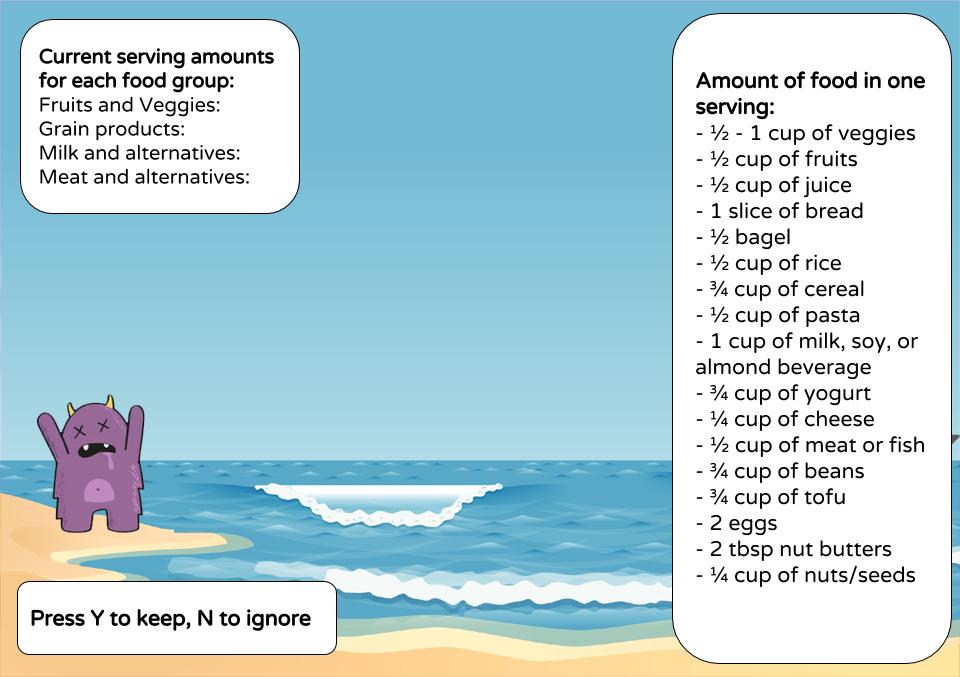 Current serving amounts
for each food group:
Fruits and Veggies:
Grain products:
Milk and alternatives:
Meat and alternatives:
Amount of food in one
serving:
- ½ - 1 cup of veggies
- ½ cup of fruits
- ½ cup of juice
- 1 slice of bread
- ½ bagel
- ½ cup of rice
- ¾ cup of cereal
- ½ cup of pasta
- 1 cup of milk, soy, or
almond beverage
- ¾ cup of yogurt
- ¼ cup of cheese
- ½ cup of meat or fish
- ¾ cup of beans
- ¾ cup of tofu
- 2 eggs
- 2 tbsp nut butters
- ¼ cup of nuts/seeds
Press Y to keep, N to ignore